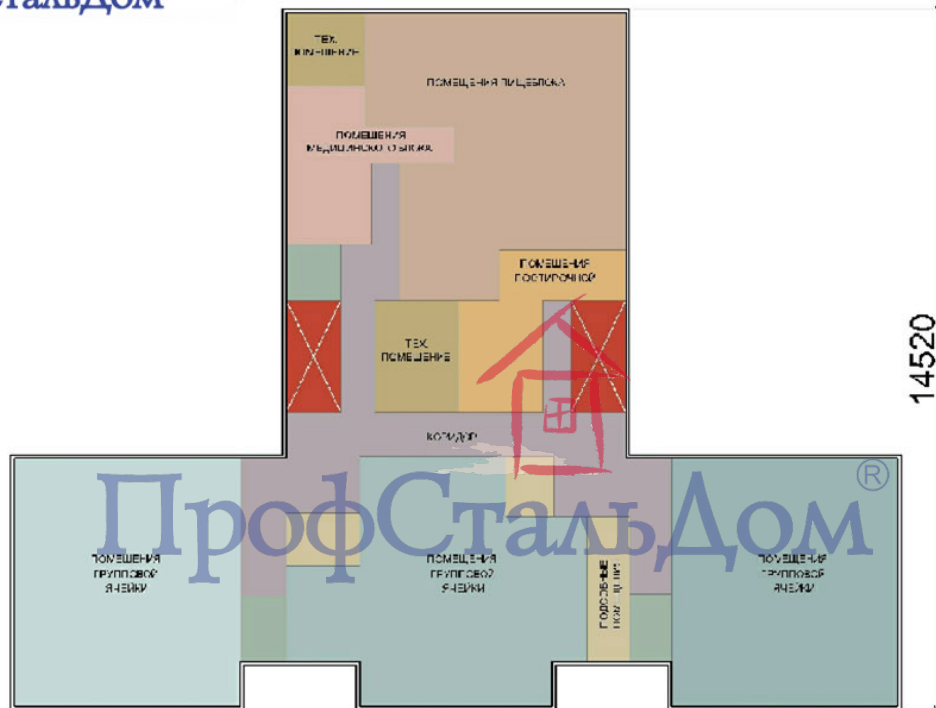 СтальДом
ТЕХ.
ПОМЕЩЕНИЕ
ПОМЕЩЕНИЯ ПИЩЕБЛОКА
ПОМЕЩЕНИЯ
МЕДИЦИНСКОГО БЛОКА
ПОМЕЩЕНИЯ
ПОСТИРОЧНОЙ
ТЕХ.
ПОМЕЩЕНИЕ
14520
КОРИДОР
ПрофСтальДом®
ПОМЕЩЕНИЯ
ГРУППОВОЙ
ЯЧЕЙКИ
ПОМЕЩЕНИЯ
ГРУППОВОЙ
ЯЧЕЙКИ
ПОДСОБНЫЕ
ПОМЕЩЕНИЯ
ПОМЕЩЕНИЯ
ГРУППОВОЙ
ЯЧЕЙКИ